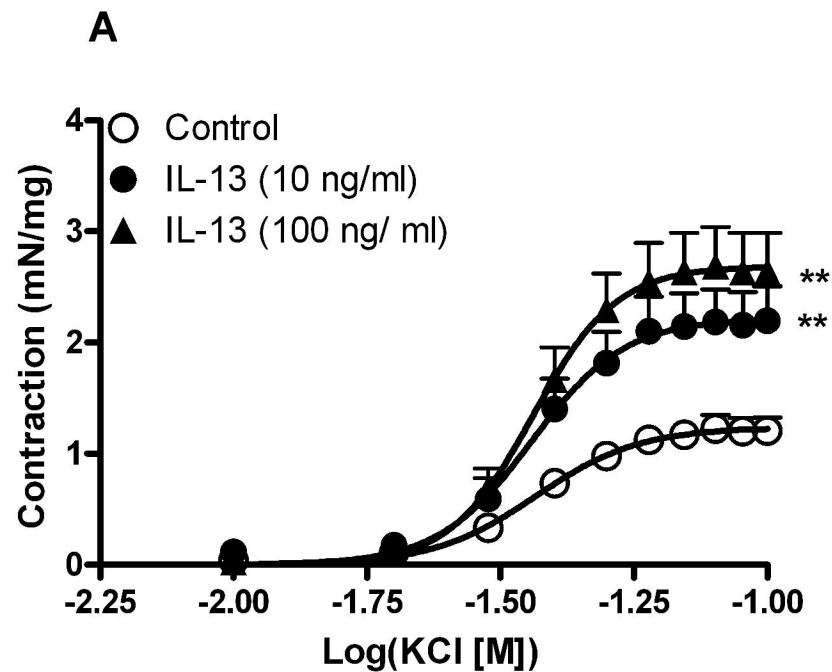 A
Control
IL-13 (10 ng/ml)
IL-13 (100 ng/ ml)
Contraction (mN/mg)
4
3
2
1
0
**
**
-2.25 -2.00 -1.75 -1.50 -1.25 -1.00
Log(KCl [M])